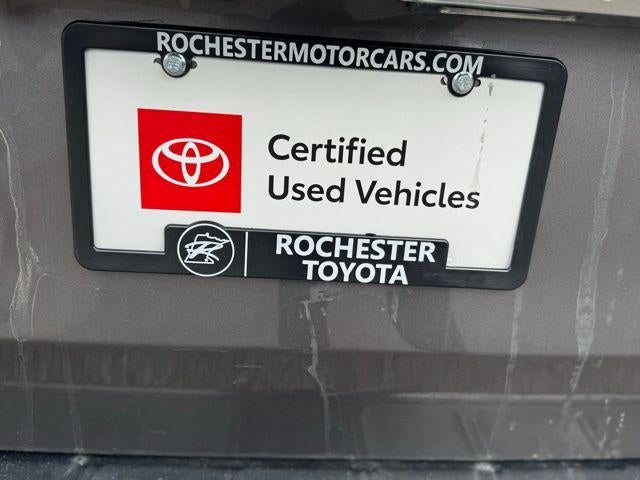 ROCHESTERMOTORCARS.COM
Certified
Used Vehicles
ROCHESTER
TOYOTA